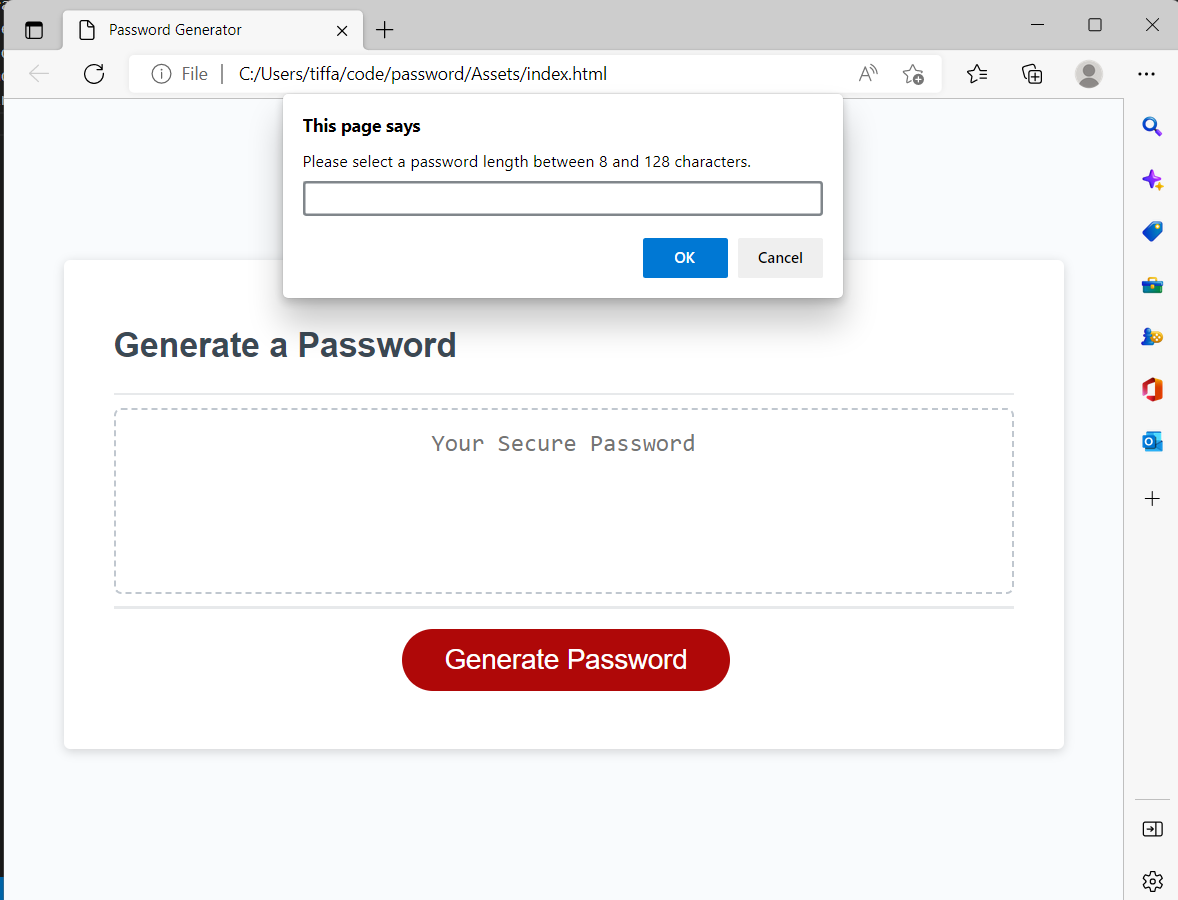 Password Generator
File C:/Users/tiffa/code/password/Assets/index.html
This page says
Please select a password length between 8 and 128 characters.
OK Cancel
Generate a Password
Your Secure Password
Generate Password